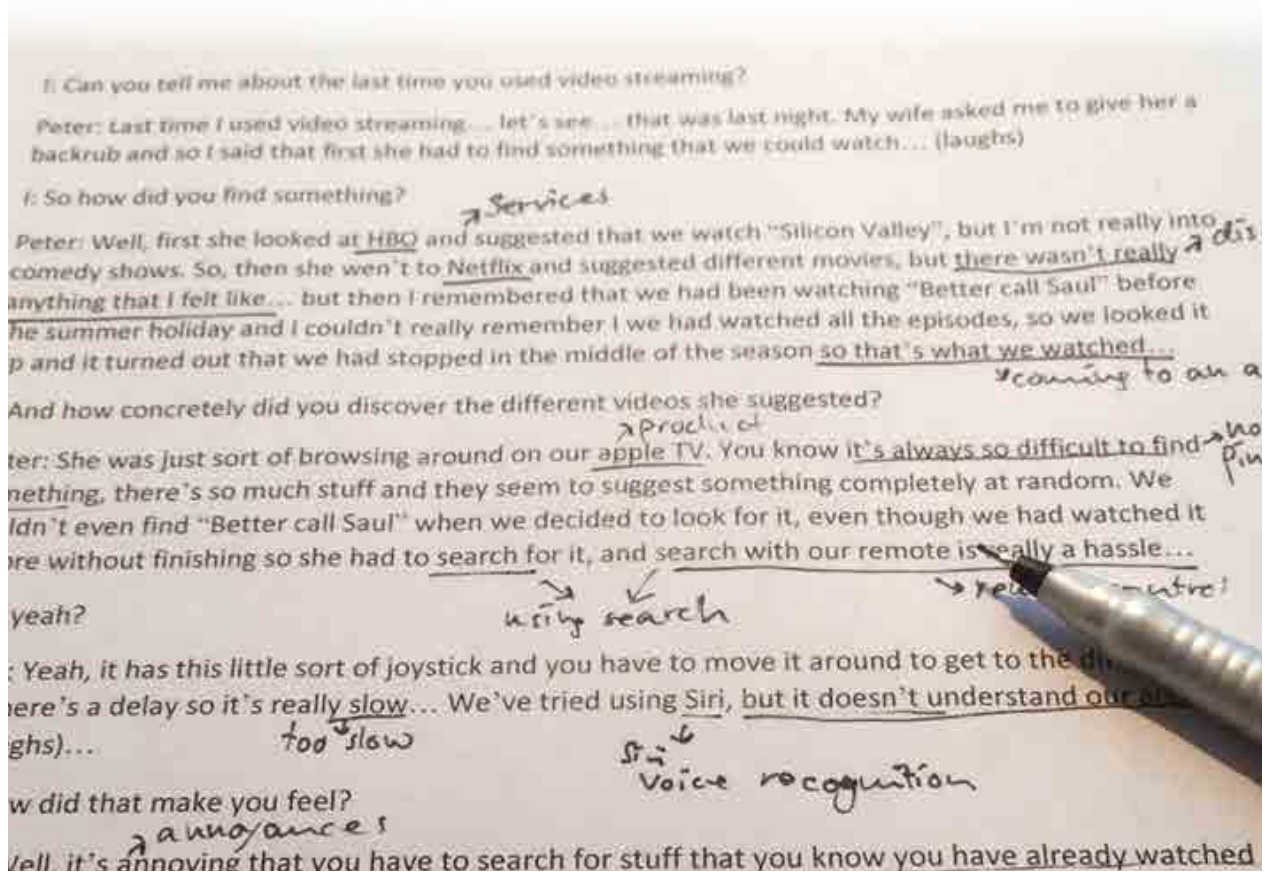 I: Can you tell me about the last time you used video streaming?
Peter: Last time I used video streaming... let's see... that was last night. My wife asked me to give her a
backrub and so I said that first she had to find something that we could watch... (laughs)
I: So how did you find something?
Services
Peter: Well, first she looked at HBO and suggested that we watch "Silicon Valley", but I'm not really into
dis
comedy shows. So, then she wen't to Netflix and suggested different movies, but there wasn't really
anything that I felt like... but then I remembered that we had been watching "Better call Saul" before
he summer holiday and I couldn't really remember I we had watched all the episodes, so we looked it
p and it turned out that we had stopped in the middle of the season so that's what we watched...
coming to an a
And how concretely did you discover the different videos she suggested?
product
ter: She was just sort of browsing around on our apple TV. You know it's always so difficult to find
no
mething, there's so much stuff and they seem to suggest something completely at random. We
ldn't even find "Better call Saul" when we decided to look for it, even though we had watched it
ore without finishing so she had to search for it, and search with our remote is really a hassle...
yeah?
using search
: Yeah, it has this little sort of joystick and you have to move it around to get to the
ere's a delay so it's really slow... We've tried using Siri, but it doesn't understand our
ghs)...
too slow
Siri
voice recognition
w did that make you feel?
annoyances
Well, it's annoying that you have to search for stuff that you know you have already watched